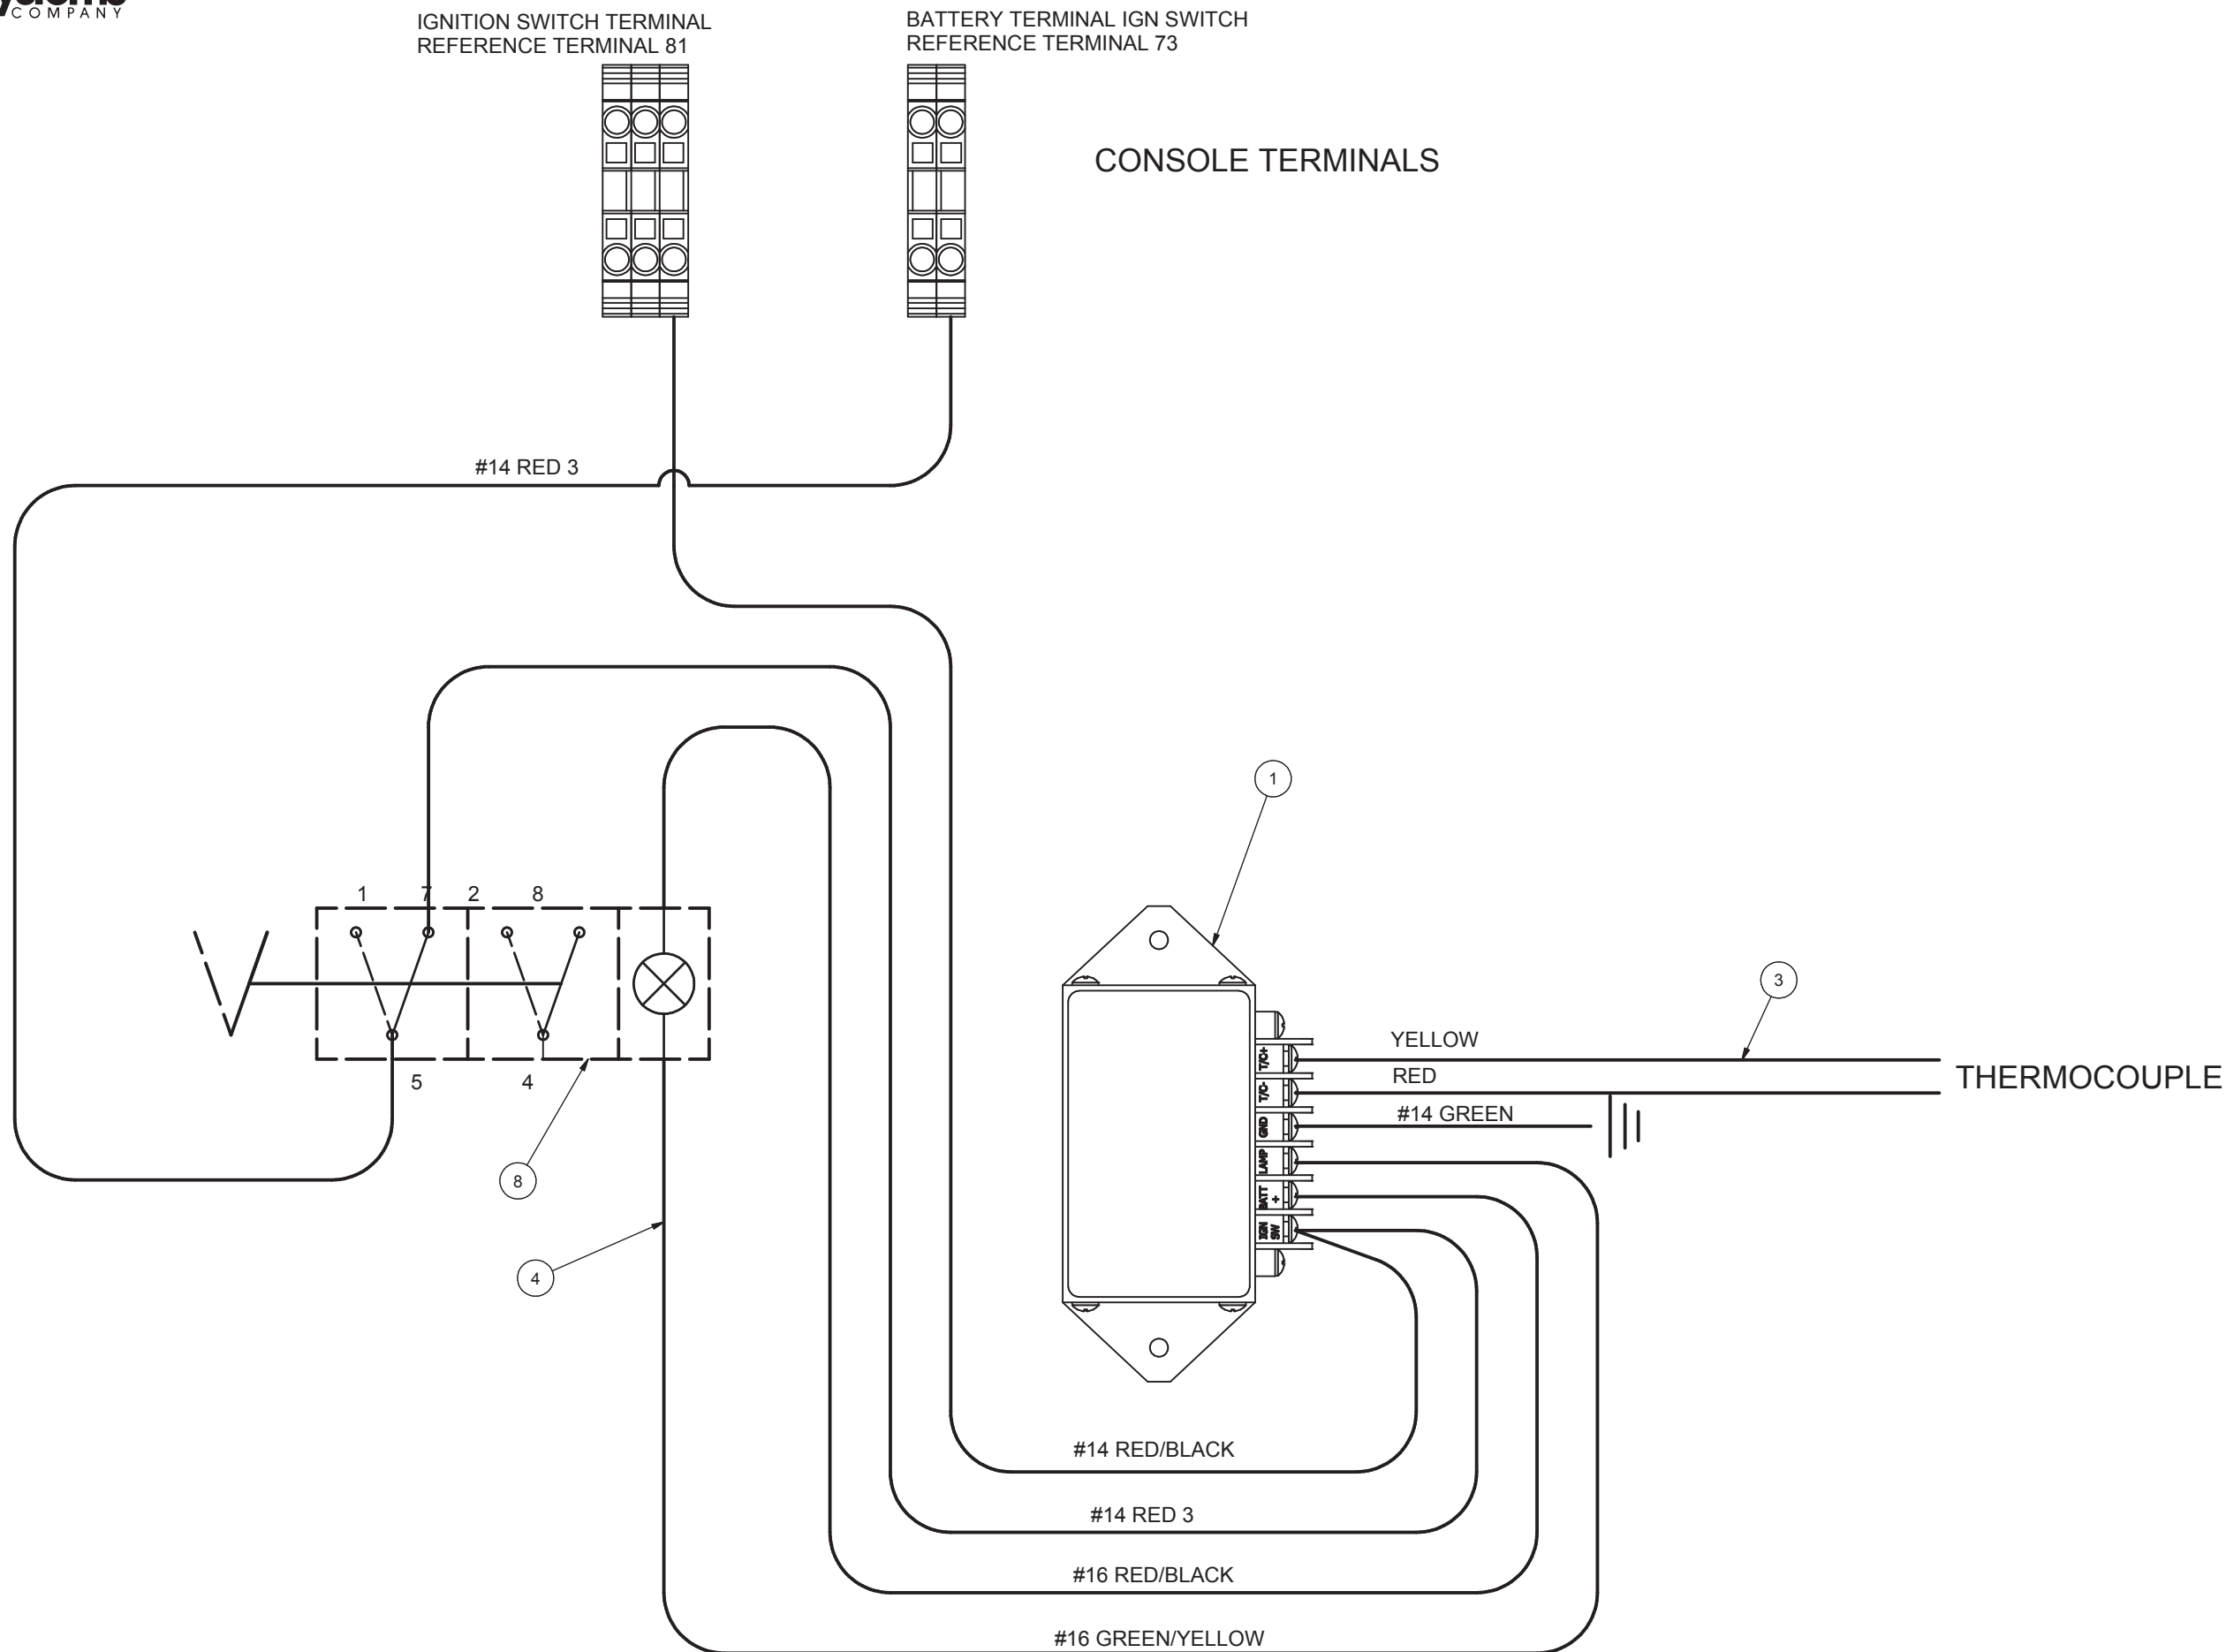 COMPANY
IGNITION SWITCH TERMINAL
REFERENCE TERMINAL 81
BATTERY TERMINAL IGN SWITCH
REFERENCE TERMINAL 73
CONSOLE TERMINALS
#14 RED 3
1
1
7
2
8
3
YELLOW
T/C+
THERMOCOUPLE
RED
T/C-
5
4
#14 GREEN
GND
LAMP
8
BATT
+
IGN
SW
4
#14 RED/BLACK
#14 RED 3
#16 RED/BLACK
#16 GREEN/YELLOW